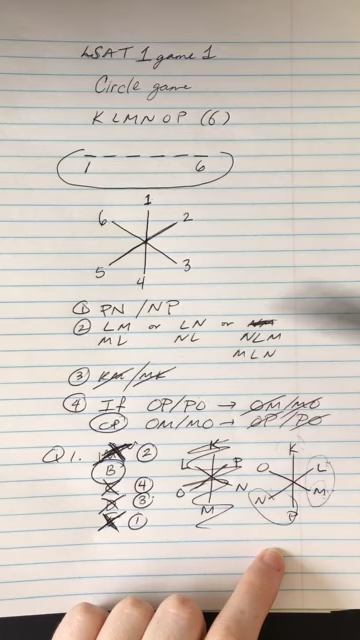 LSAT 1 game 1
Circle game
K L M N O P (6)
1 6
1
6 2
5 3
4
① PN / NP
② LM or LN or
ML NL NLM
MLN
③ KM / MK
④ If OP/PO → OM/MO
CP OM/MO → OP/PO
Q1. A ②
B
C ④
D ③
E ①
K
L P
O N
M
K
O L
N M
P